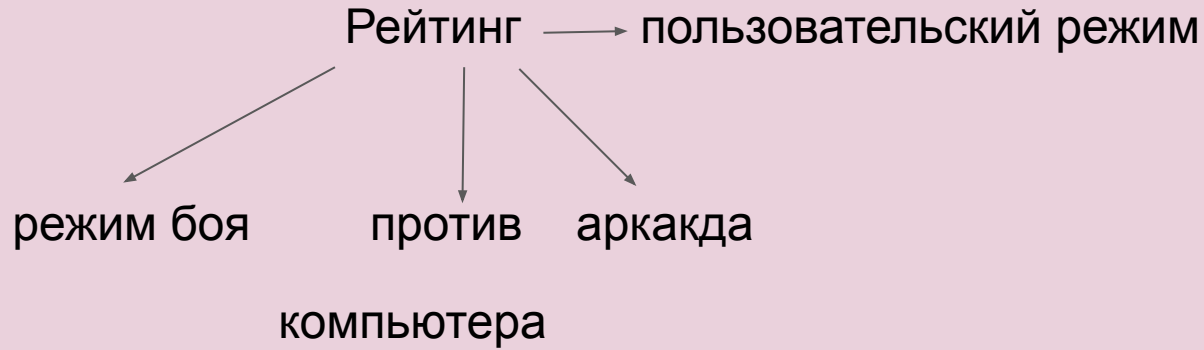 Рейтинг пользовательский режим
режим боя против аркакда
компьютера